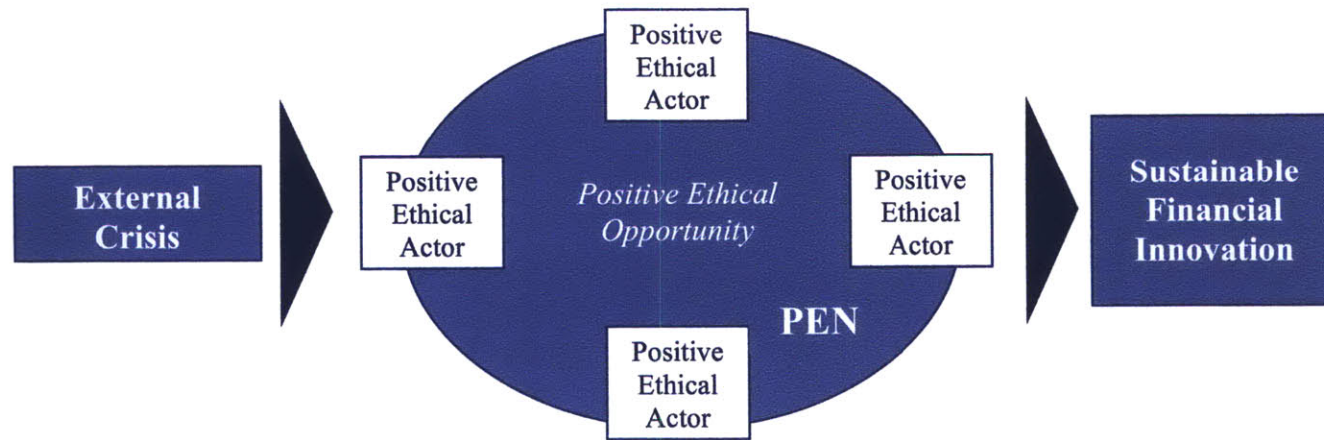 External
Crisis
Positive
Ethical
Actor
Positive
Ethical
Actor
Positive Ethical
Opportunity
PEN
Positive
Ethical
Actor
Positive
Ethical
Actor
Sustainable
Financial
Innovation